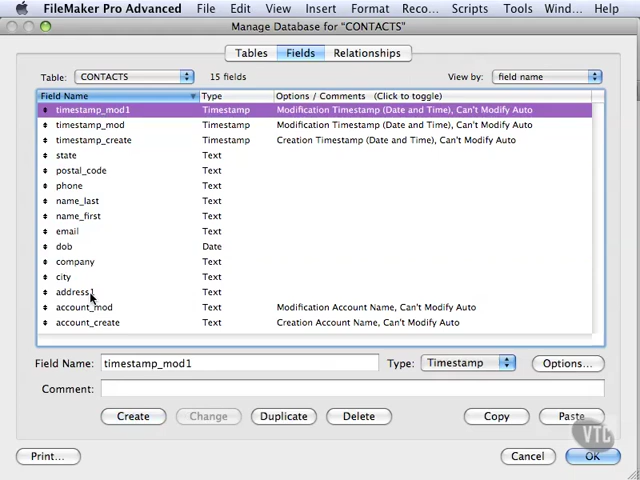 FileMaker Pro Advanced File Edit View Insert Format Reco... Scripts Tools Wind... Help
Manage Database for “CONTACTS”
Tables Fields Relationships
Table: CONTACTS 15 fields View by: field name
Field Name Type Options / Comments (Click to toggle)
timestamp_mod1 Timestamp Modification Timestamp (Date and Time), Can't Modify Auto
timestamp_mod Timestamp Modification Timestamp (Date and Time), Can't Modify Auto
timestamp_create Timestamp Creation Timestamp (Date and Time), Can't Modify Auto
state Text
postal_code Text
phone Text
name_last Text
name_first Text
email Text
dob Date
company Text
city Text
address1 Text
account_mod Text Modification Account Name, Can't Modify Auto
account_create Text Creation Account Name, Can't Modify Auto
Field Name: timestamp_mod1 Type: Timestamp Options...
Comment:
Create Change Duplicate Delete Copy Paste
VTC
Print... Cancel OK